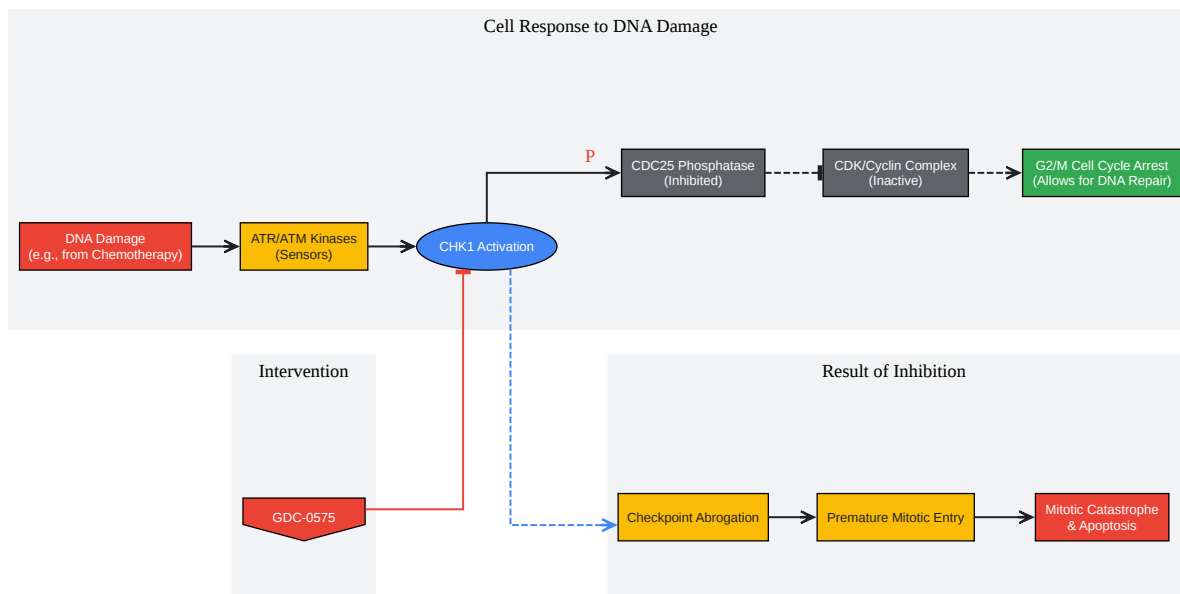 Cell Response to DNA Damage
P
CDC25 Phosphatase
(Inhibited)
CDK/Cyclin Complex
(Inactive)
G2/M Cell Cycle Arrest
(Allows for DNA Repair)
DNA Damage
(e.g., from Chemotherapy)
ATR/ATM Kinases
(Sensors)
CHK1 Activation
Intervention
GDC-0575
Result of Inhibition
Checkpoint Abrogation
Premature Mitotic Entry
Mitotic Catastrophe
& Apoptosis